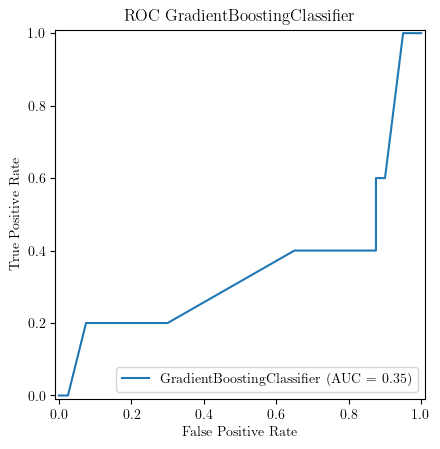 ROC GradientBoostingClassifier
1.0
0.8
0.6
0.4
0.2
0.0
True Positive Rate
GradientBoostingClassifier (AUC = 0.35)
0.0 0.2 0.4 0.6 0.8 1.0
False Positive Rate